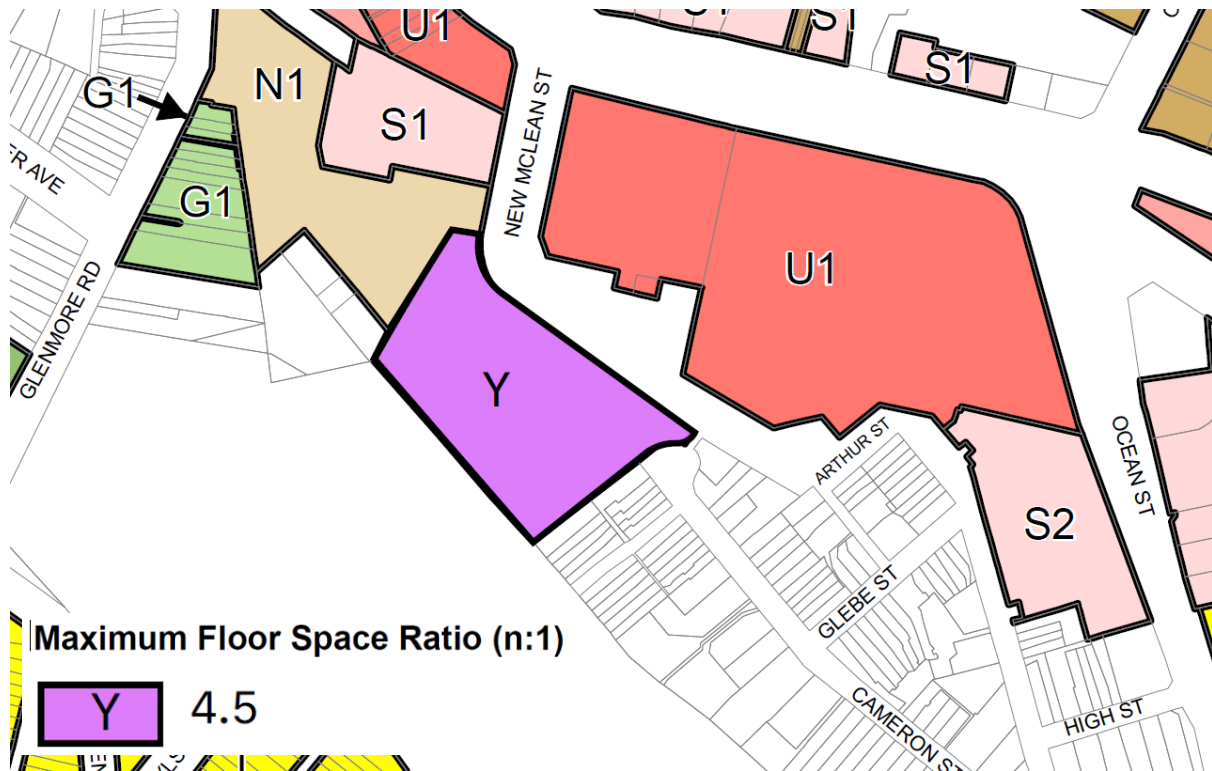 U1
S1
S1
G1
N1
S1
NEW MCLEAN ST
G1
U1
GLENMORE RD
Y
ARTHUR ST
OCEAN ST
S2
GLEBE ST
CAMERON ST
HIGH ST
Maximum Floor Space Ratio (n:1)
Y 4.5